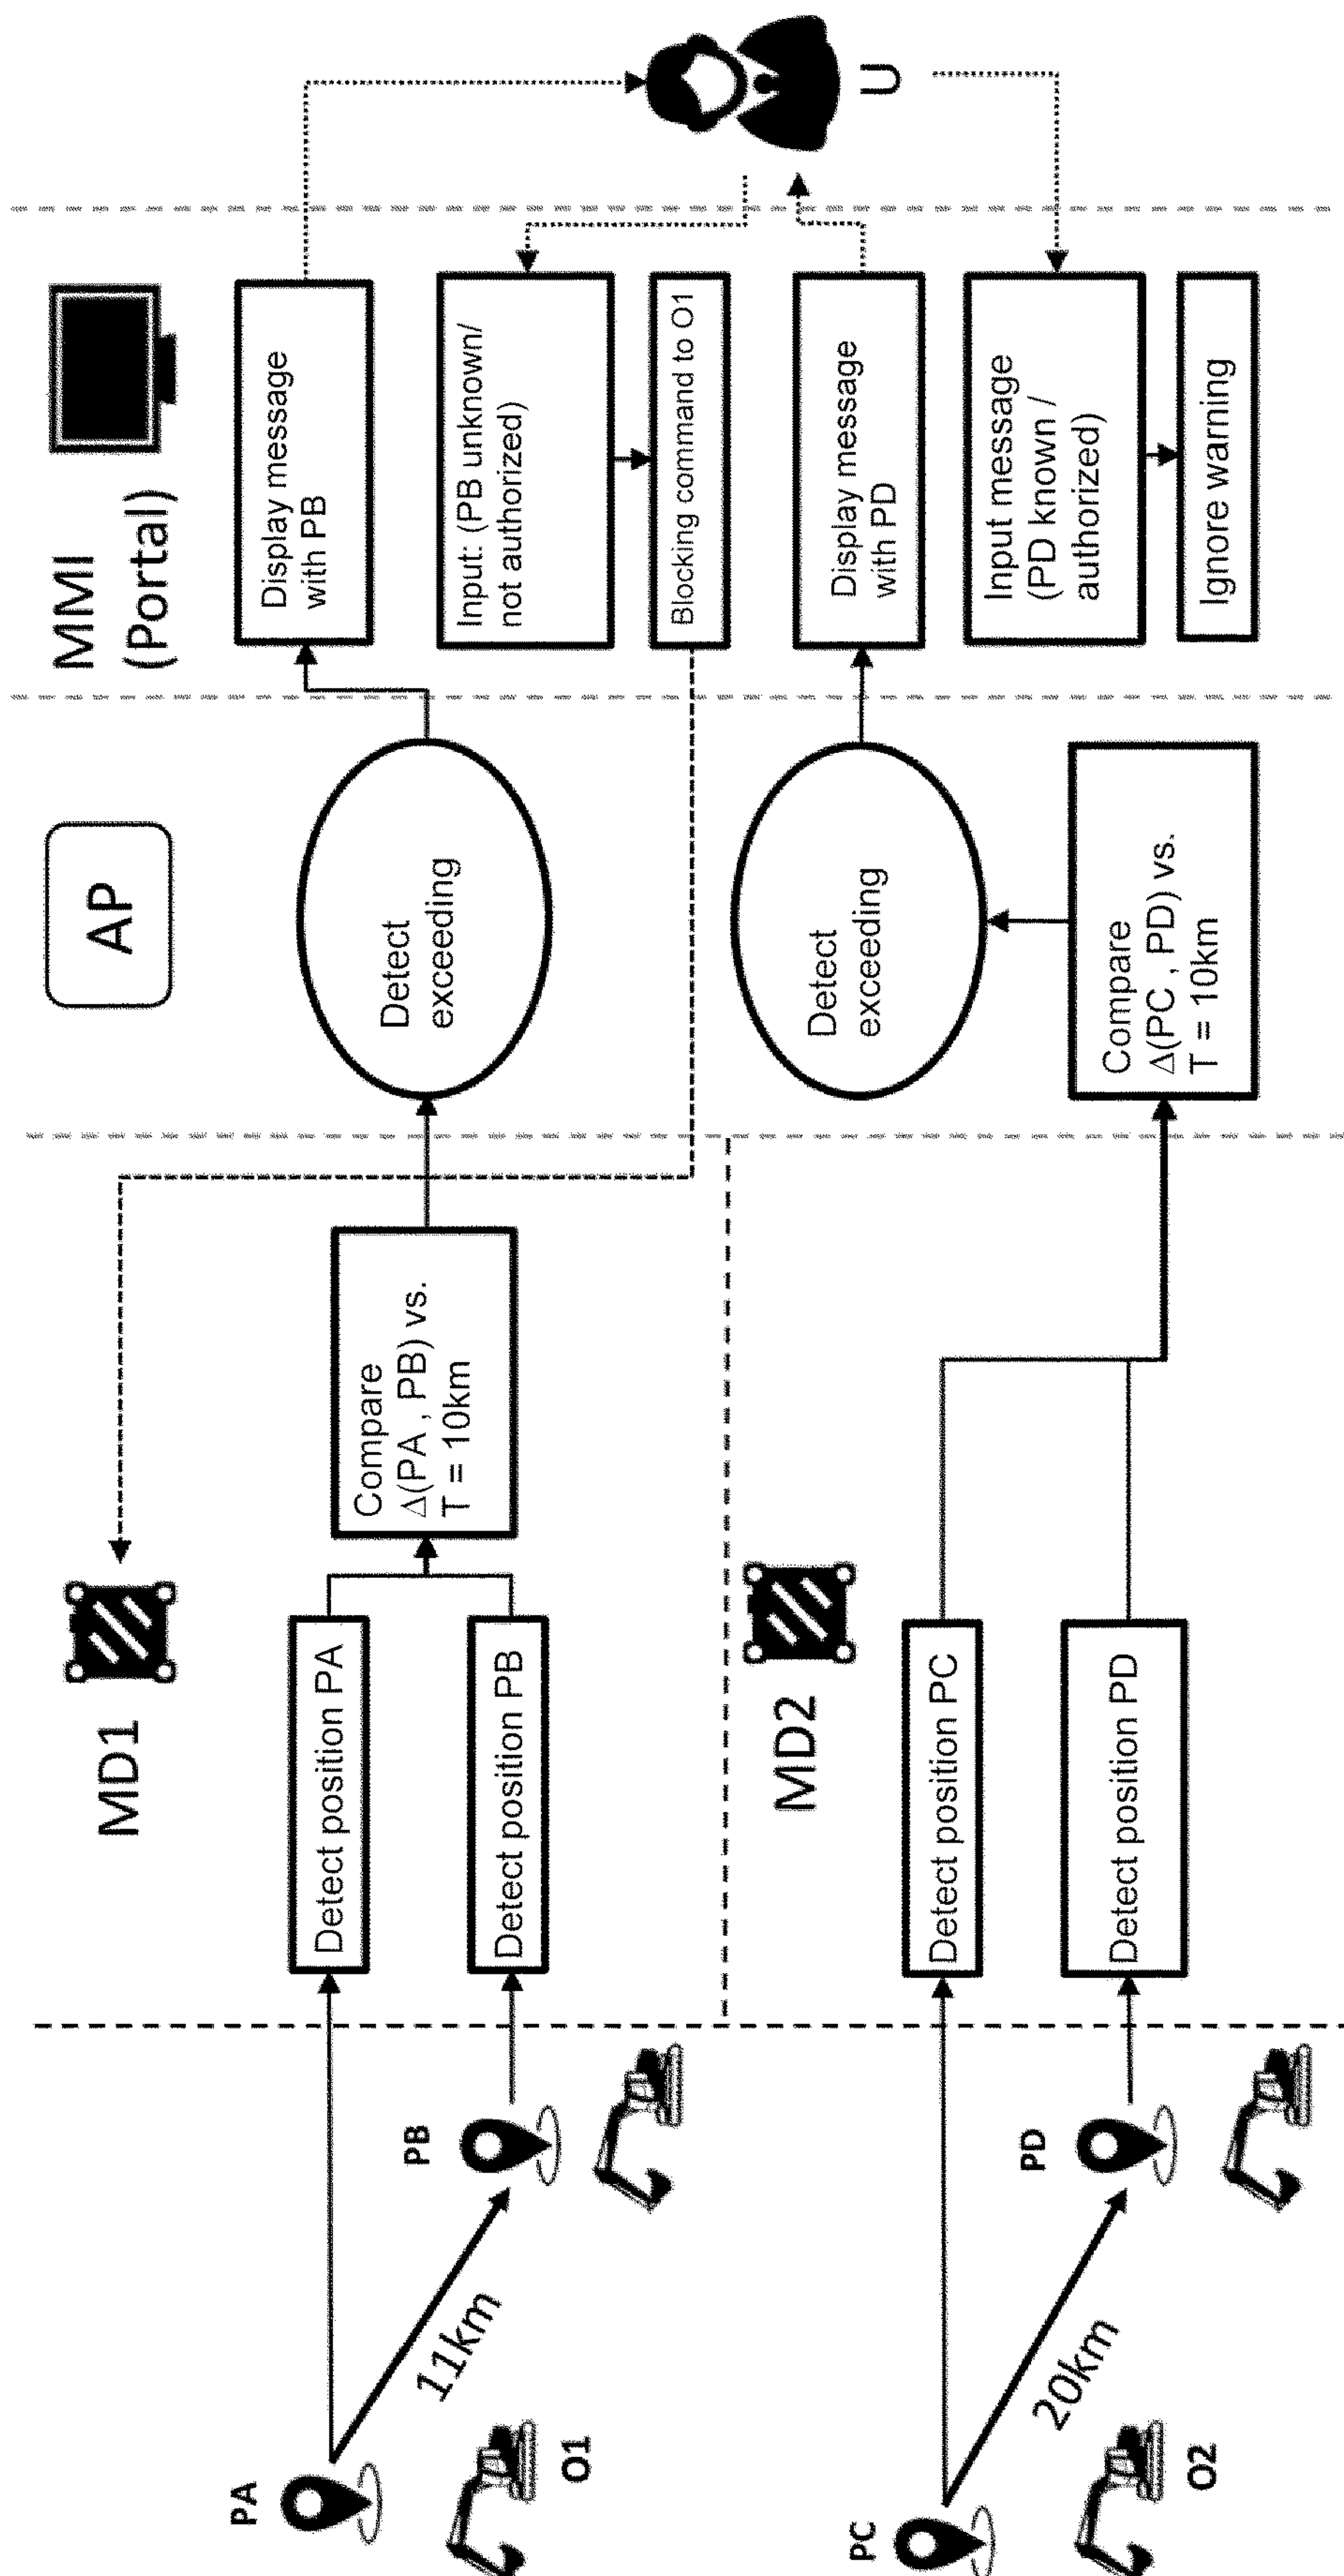 PA
O1
11km
PB
PC
O2
20km
PD
MD1
Detect position PA
Detect position PB
Compare
Δ(PA , PB) vs.
T = 10km
MD2
Detect position PC
Detect position PD
AP
Detect
exceeding
Detect
exceeding
Compare
Δ(PC , PD) vs.
T = 10km
MMI
(Portal)
Display message
with PB
Input: (PB unknown/
not authorized)
Blocking command to O1
Display message
with PD
Input message
(PD known /
authorized)
Ignore warning
U